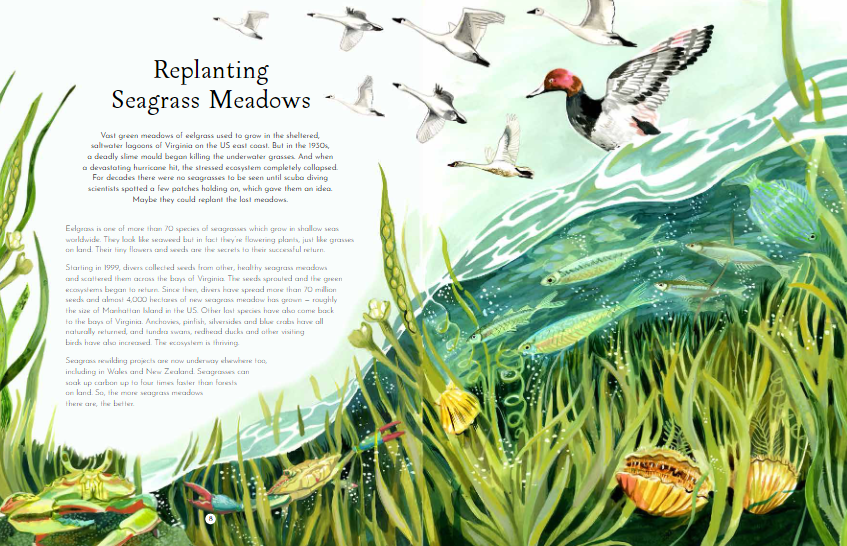 Replanting
Seagrass Meadows
Vast green meadows of eelgrass used to grow in the sheltered,
saltwater lagoons of Virginia on the US east coast. But in the 1930s,
a deadly slime mould began killing the underwater grasses. And when
a devastating hurricane hit, the stressed ecosystem completely collapsed.
For decades there were no seagrasses to be seen until scuba diving
scientists spotted a few patches holding on, which gave them an idea.
Maybe they could replant the lost meadows.
Eelgrass is one of more than 70 species of seagrasses which grow in shallow seas
worldwide. They look like seaweed but in fact they're flowering plants, just like grasses
on land. Their tiny flowers and seeds are the secrets to their successful return.
Starting in 1999, divers collected seeds from other, healthy seagrass meadows
and scattered them across the bays of Virginia. The seeds sprouted and the green
ecosystems began to return. Since then, divers have spread more than 70 million
seeds and almost 4,000 hectares of new seagrass meadow has grown – roughly
the size of Manhattan Island in the US. Other lost species have also come back
to the bays of Virginia. Anchovies, pinfish, silversides and blue crabs have all
naturally returned, and tundra swans, redhead ducks and other visiting
birds have also increased. The ecosystem is thriving.
Seagrass rewilding projects are now underway elsewhere too,
including in Wales and New Zealand. Seagrasses can
soak up carbon up to four times faster than forests
on land. So, the more seagrass meadows
there are, the better.
8